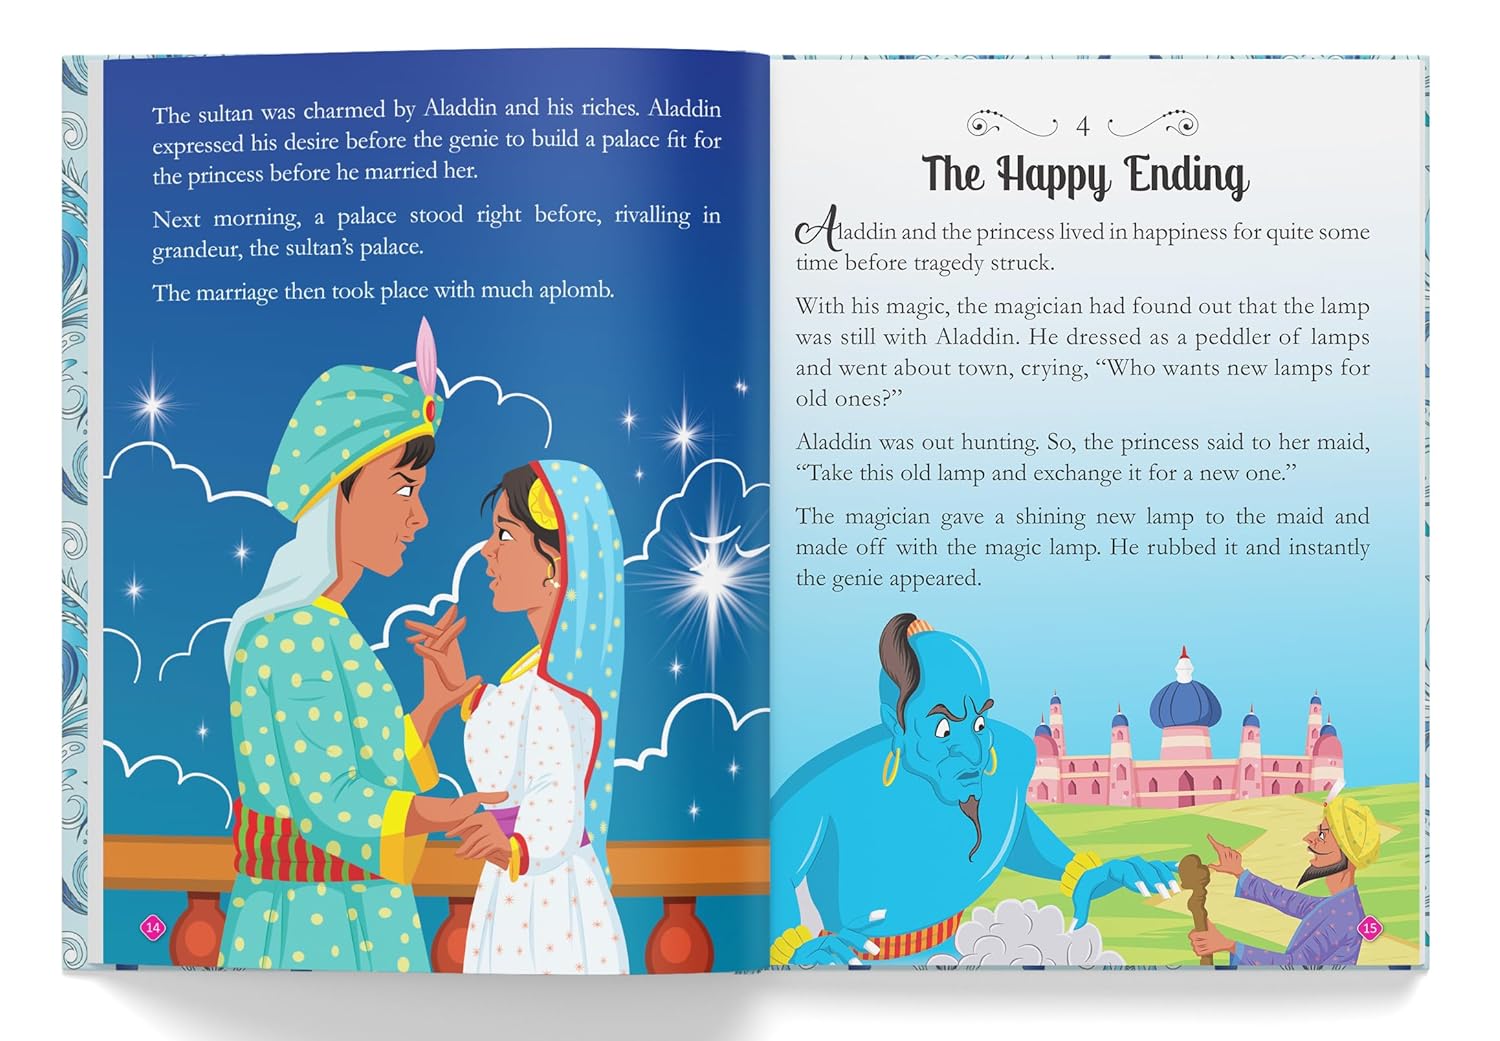 The sultan was charmed by Aladdin and his riches. Aladdin
expressed his desire before the genie to build a palace fit for
the princess before he married her.
Next morning, a palace stood right before, rivalling in
grandeur, the sultan's palace.
The marriage then took place with much aplomb.
14
4
The Happy Ending
Aladdin and the princess lived in happiness for quite some
time before tragedy struck.
With his magic, the magician had found out that the lamp
was still with Aladdin. He dressed as a peddler of lamps
and went about town, crying, “Who wants new lamps for
old ones?”
Aladdin was out hunting. So, the princess said to her maid,
“Take this old lamp and exchange it for a new one.”
The magician gave a shining new lamp to the maid and
made off with the magic lamp. He rubbed it and instantly
the genie appeared.
15